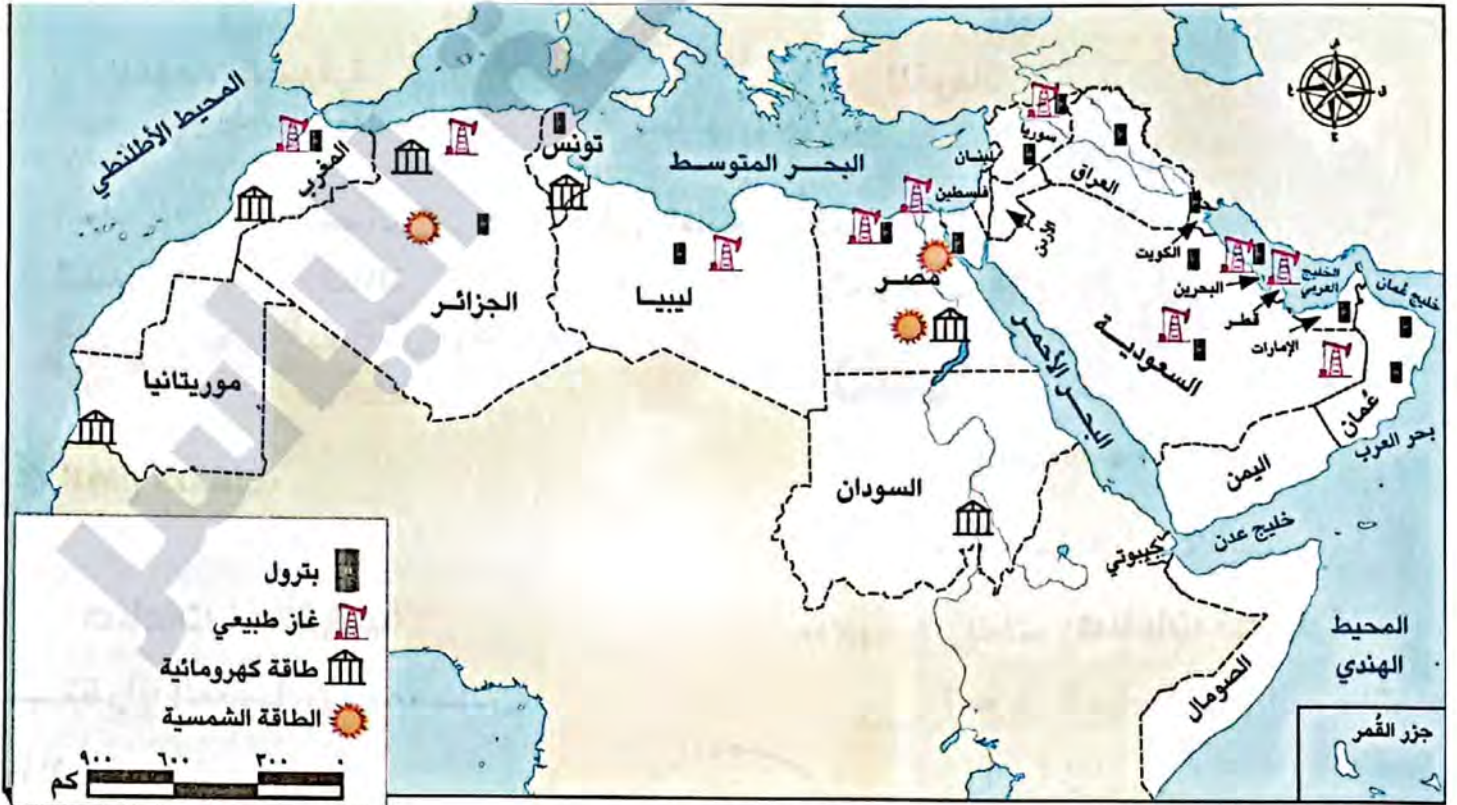 المحيط الأطلنطي
المغرب
تونس
البحر المتوسط
سوريا
لبنان
فلسطين
العراق
الأردن
الكويت
الجزائر
ليبيا
مصر
البحرين
قطر
الخليج
العربي
الإمارات
خليج عُمان
السعودية
البحر الأحمر
عُمان
موريتانيا
بحر العرب
اليمن
السودان
خليج عدن
جيبوتي
المحيط
الهندي
الصومال
جزر القُمر
بترول
غاز طبيعي
طاقة كهرومائية
الطاقة الشمسية
٩٠٠ ٦٠٠ ٣٠٠ ٠
كم